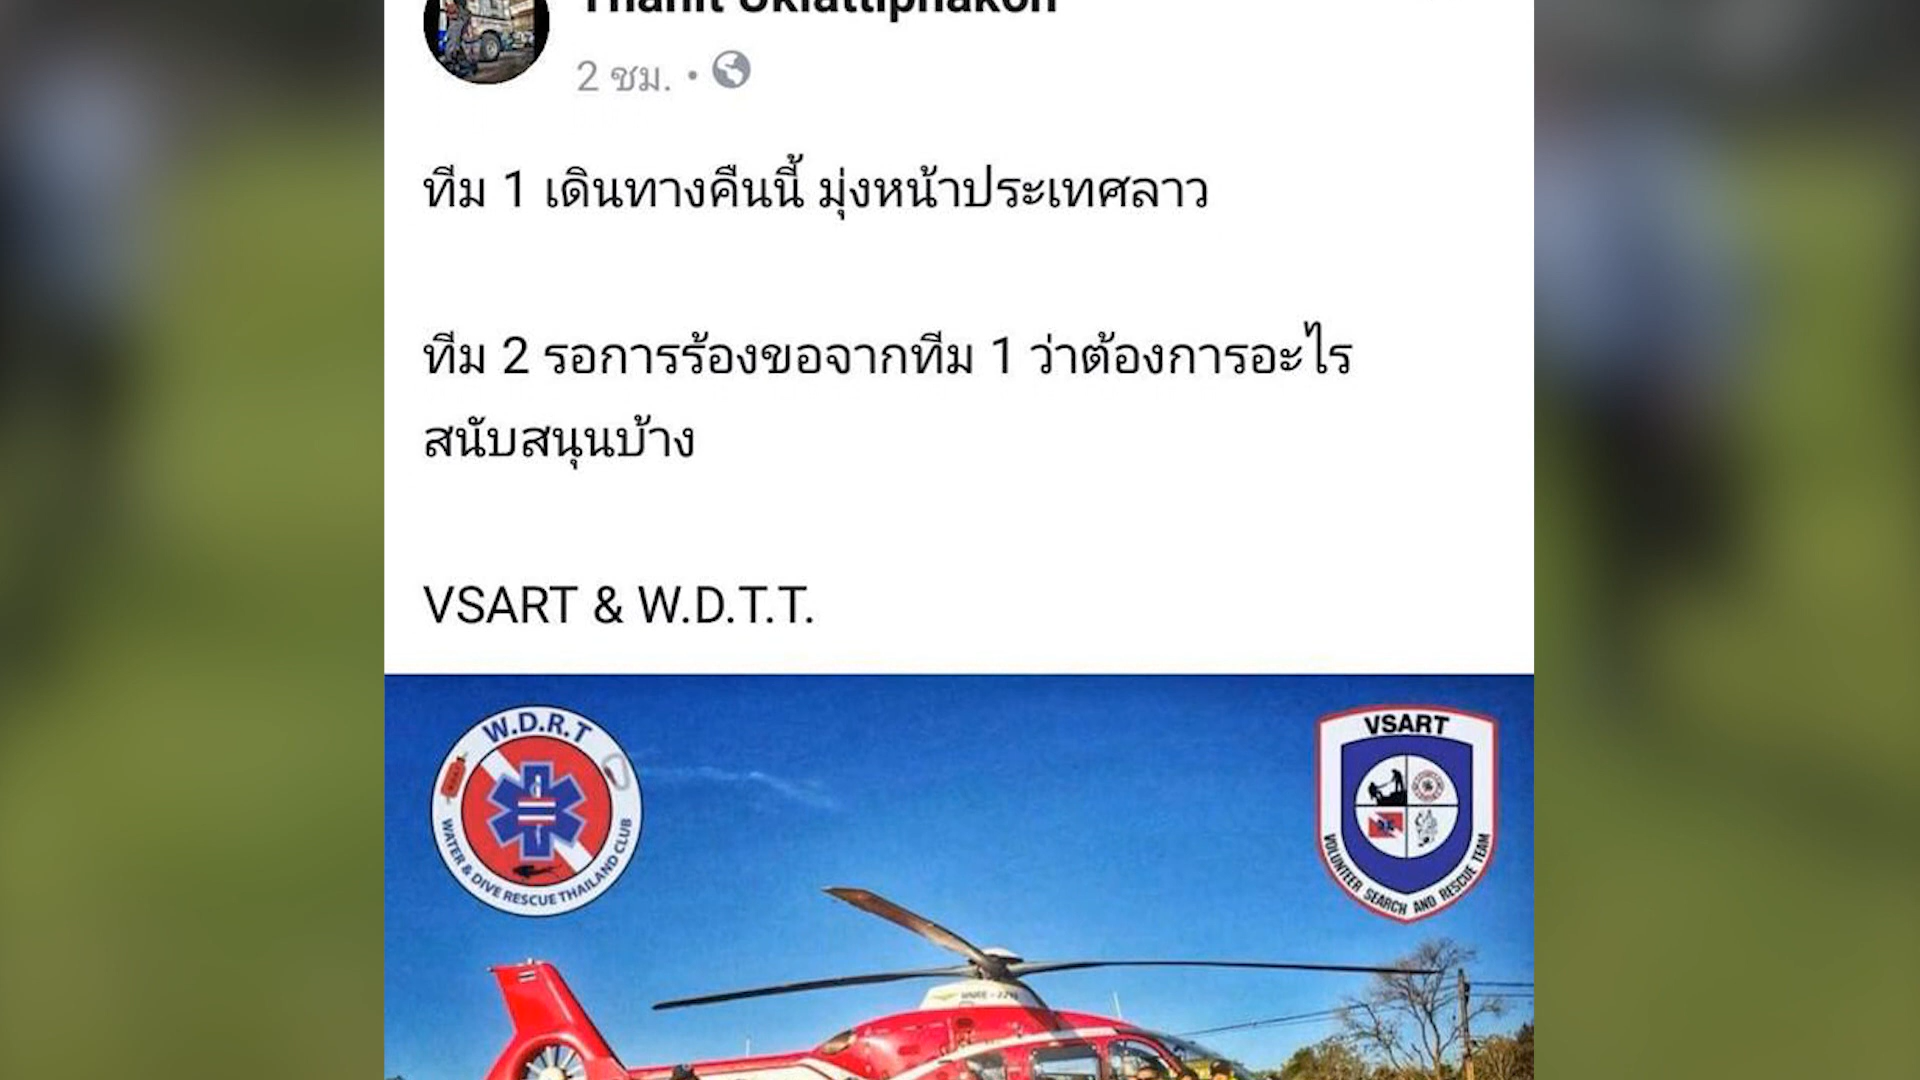 2 ชม.
ทีม 1 เดินทางคืนนี้ มุ่งหน้าประเทศลาว
ทีม 2 รอการร้องขอจากทีม 1 ว่าต้องการอะไร
สนับสนุนบ้าง
VSART & W.D.T.T.
W.D.R.T
WATER & DIVE RESCUE THAILAND CLUB
VSART
VOLUNTEER SEARCH AND RESCUE TEAM